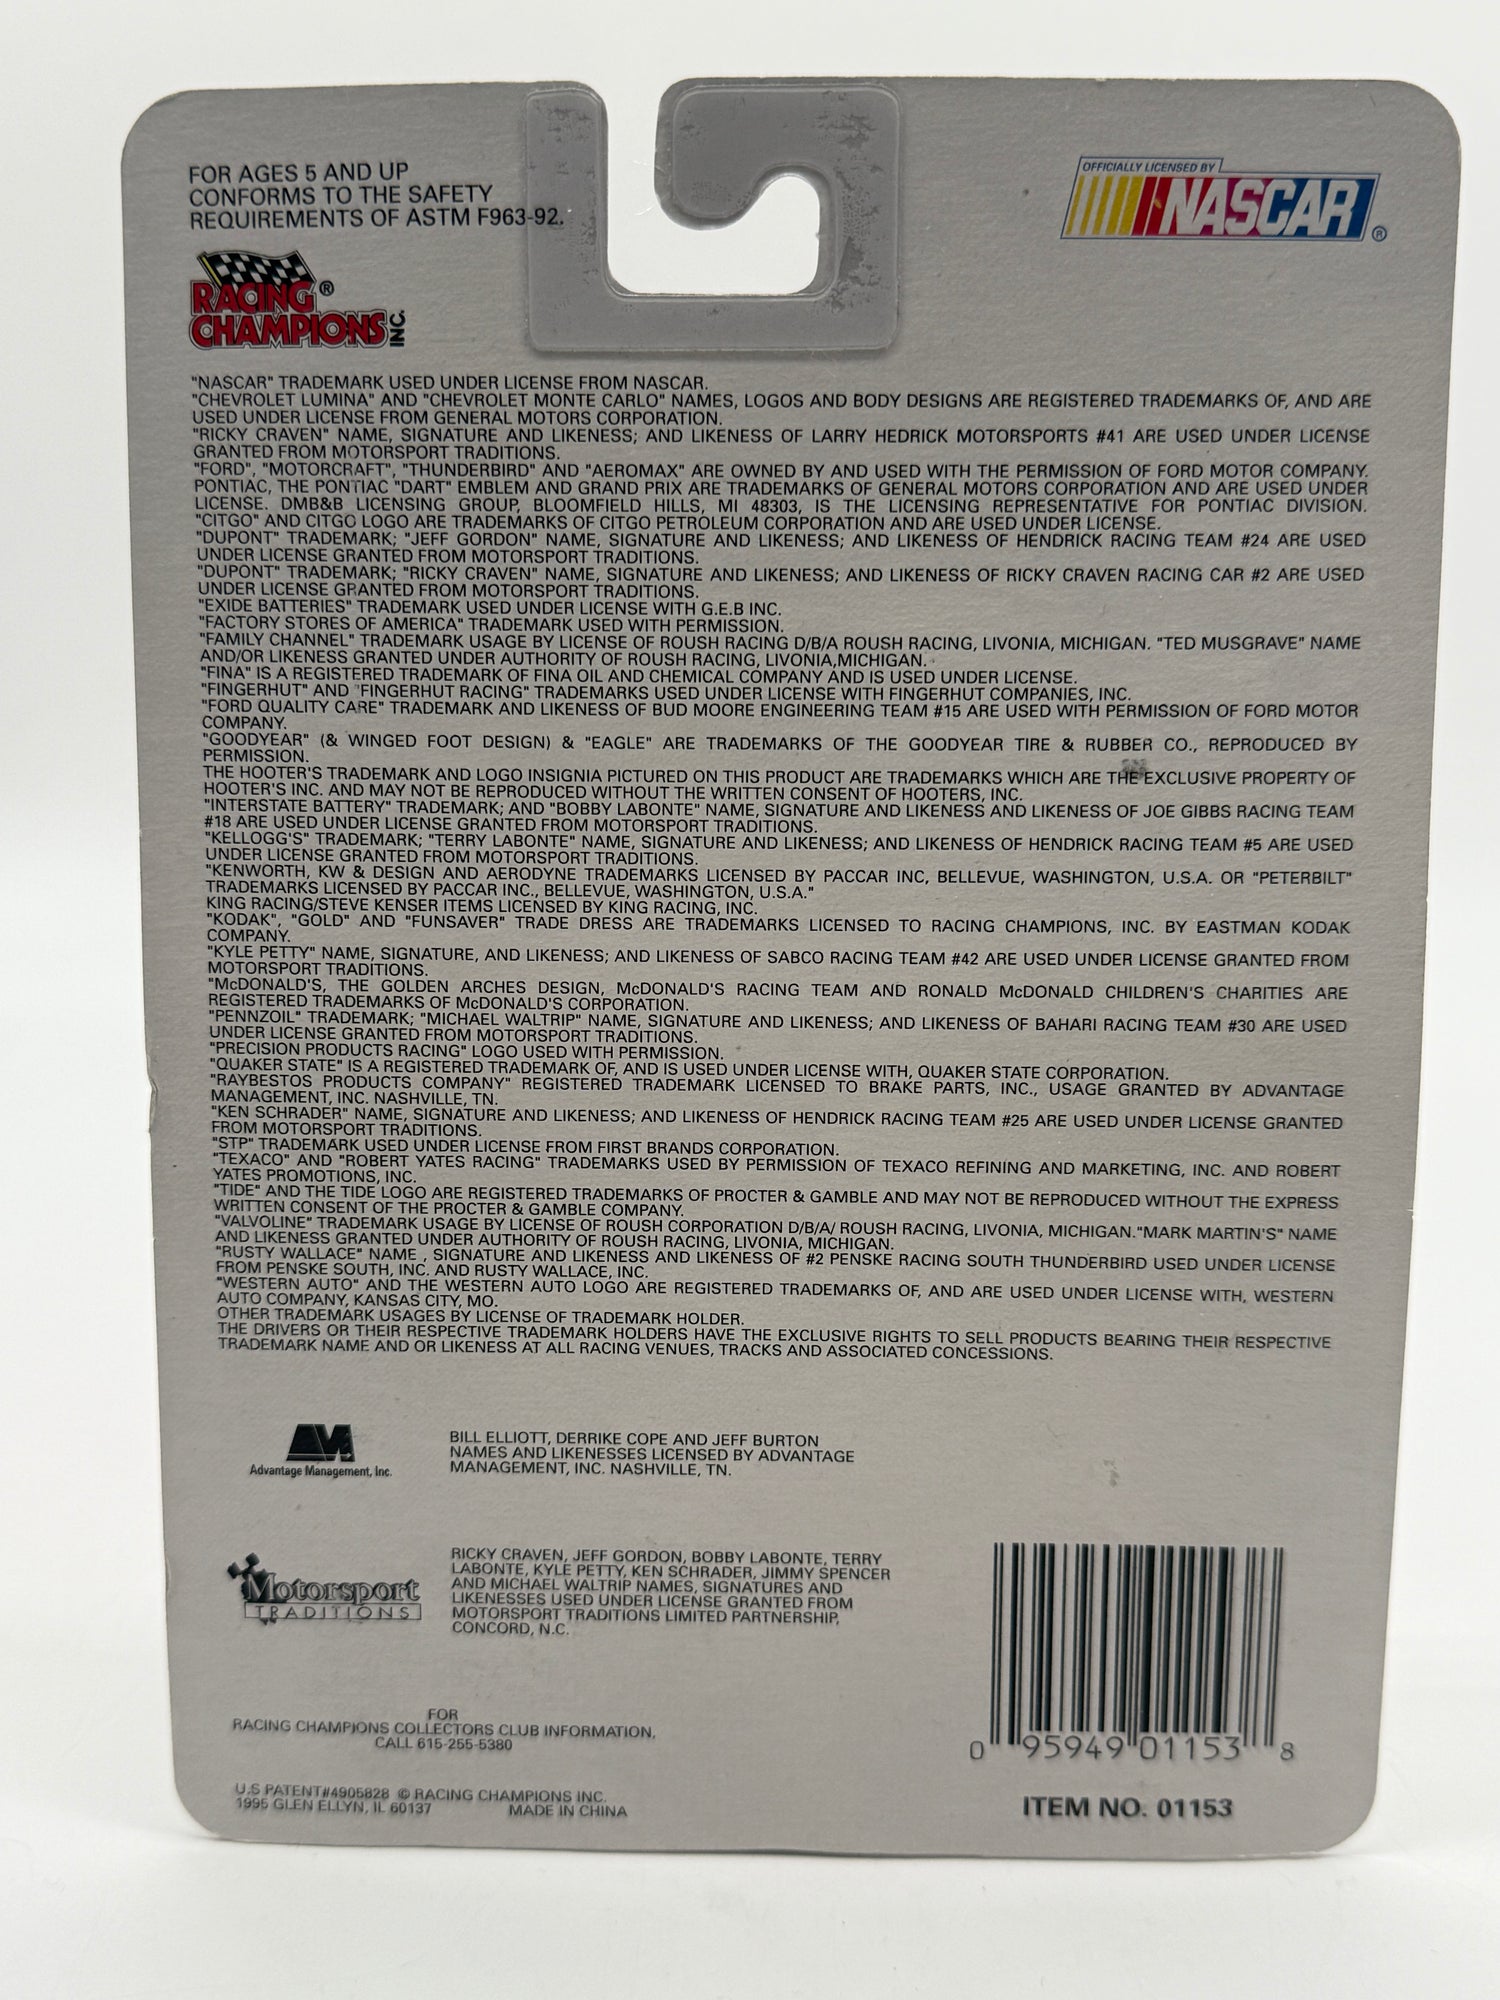 FOR AGES 5 AND UP
CONFORMS TO THE SAFETY
REQUIREMENTS OF ASTM F963-92.
OFFICIALLY LICENSED BY
NASCAR®
RACING ®
CHAMPIONS INC.
"NASCAR" TRADEMARK USED UNDER LICENSE FROM NASCAR.
"CHEVROLET LUMINA" AND "CHEVROLET MONTE CARLO" NAMES, LOGOS AND BODY DESIGNS ARE REGISTERED TRADEMARKS OF, AND ARE
USED UNDER LICENSE FROM GENERAL MOTORS CORPORATION.
"RICKY CRAVEN" NAME, SIGNATURE AND LIKENESS; AND LIKENESS OF LARRY HEDRICK MOTORSPORTS #41 ARE USED UNDER LICENSE
GRANTED FROM MOTORSPORT TRADITIONS.
"FORD", "MOTORCRAFT", "THUNDERBIRD" AND "AEROMAX" ARE OWNED BY AND USED WITH THE PERMISSION OF FORD MOTOR COMPANY.
PONTIAC, THE PONTIAC "DART" EMBLEM AND GRAND PRIX ARE TRADEMARKS OF GENERAL MOTORS CORPORATION AND ARE USED UNDER
LICENSE. DMB&B LICENSING GROUP, BLOOMFIELD HILLS, MI 48303, IS THE LICENSING REPRESENTATIVE FOR PONTIAC DIVISION.
"CITGO" AND CITGO LOGO ARE TRADEMARKS OF CITGO PETROLEUM CORPORATION AND ARE USED UNDER LICENSE.
"DUPONT" TRADEMARK; "JEFF GORDON" NAME, SIGNATURE AND LIKENESS; AND LIKENESS OF HENDRICK RACING TEAM #24 ARE USED
UNDER LICENSE GRANTED FROM MOTORSPORT TRADITIONS.
"DUPONT" TRADEMARK; "RICKY CRAVEN" NAME, SIGNATURE AND LIKENESS; AND LIKENESS OF RICKY CRAVEN RACING CAR #2 ARE USED
UNDER LICENSE GRANTED FROM MOTORSPORT TRADITIONS.
"EXIDE BATTERIES" TRADEMARK USED UNDER LICENSE WITH G.E.B INC.
"FACTORY STORES OF AMERICA" TRADEMARK USED WITH PERMISSION.
"FAMILY CHANNEL" TRADEMARK USAGE BY LICENSE OF ROUSH RACING D/B/A ROUSH RACING, LIVONIA, MICHIGAN. "TED MUSGRAVE" NAME
AND/OR LIKENESS GRANTED UNDER AUTHORITY OF ROUSH RACING, LIVONIA,MICHIGAN.
"FINA" IS A REGISTERED TRADEMARK OF FINA OIL AND CHEMICAL COMPANY AND IS USED UNDER LICENSE.
"FINGERHUT" AND "FINGERHUT RACING" TRADEMARKS USED UNDER LICENSE WITH FINGERHUT COMPANIES, INC.
"FORD QUALITY CARE" TRADEMARK AND LIKENESS OF BUD MOORE ENGINEERING TEAM #15 ARE USED WITH PERMISSION OF FORD MOTOR
COMPANY.
"GOODYEAR" (& WINGED FOOT DESIGN) & "EAGLE" ARE TRADEMARKS OF THE GOODYEAR TIRE & RUBBER CO., REPRODUCED BY
PERMISSION.
THE HOOTER'S TRADEMARK AND LOGO INSIGNIA PICTURED ON THIS PRODUCT ARE TRADEMARKS WHICH ARE THE EXCLUSIVE PROPERTY OF
HOOTER'S INC. AND MAY NOT BE REPRODUCED WITHOUT THE WRITTEN CONSENT OF HOOTERS, INC.
"INTERSTATE BATTERY" TRADEMARK; AND "BOBBY LABONTE" NAME, SIGNATURE AND LIKENESS AND LIKENESS OF JOE GIBBS RACING TEAM
#18 ARE USED UNDER LICENSE GRANTED FROM MOTORSPORT TRADITIONS.
"KELLOGG'S" TRADEMARK; "TERRY LABONTE" NAME, SIGNATURE AND LIKENESS; AND LIKENESS OF HENDRICK RACING TEAM #5 ARE USED
UNDER LICENSE GRANTED FROM MOTORSPORT TRADITIONS.
"KENWORTH, KW & DESIGN AND AERODYNE TRADEMARKS LICENSED BY PACCAR INC, BELLEVUE, WASHINGTON, U.S.A. OR "PETERBILT"
TRADEMARKS LICENSED BY PACCAR INC., BELLEVUE, WASHINGTON, U.S.A."
KING RACING/STEVE KENSER ITEMS LICENSED BY KING RACING, INC.
"KODAK", "GOLD" AND "FUNSAVER" TRADE DRESS ARE TRADEMARKS LICENSED TO RACING CHAMPIONS, INC. BY EASTMAN KODAK
COMPANY.
"KYLE PETTY" NAME, SIGNATURE, AND LIKENESS; AND LIKENESS OF SABCO RACING TEAM #42 ARE USED UNDER LICENSE GRANTED FROM
MOTORSPORT TRADITIONS.
"McDONALD'S, THE GOLDEN ARCHES DESIGN, McDONALD'S RACING TEAM AND RONALD McDONALD CHILDREN'S CHARITIES ARE
REGISTERED TRADEMARKS OF McDONALD'S CORPORATION.
"PENNZOIL" TRADEMARK; "MICHAEL WALTRIP" NAME, SIGNATURE AND LIKENESS; AND LIKENESS OF BAHARI RACING TEAM #30 ARE USED
UNDER LICENSE GRANTED FROM MOTORSPORT TRADITIONS.
"PRECISION PRODUCTS RACING" LOGO USED WITH PERMISSION.
"QUAKER STATE" IS A REGISTERED TRADEMARK OF, AND IS USED UNDER LICENSE WITH, QUAKER STATE CORPORATION.
"RAYBESTOS PRODUCTS COMPANY" REGISTERED TRADEMARK LICENSED TO BRAKE PARTS, INC., USAGE GRANTED BY ADVANTAGE
MANAGEMENT, INC. NASHVILLE, TN.
"KEN SCHRADER" NAME, SIGNATURE AND LIKENESS; AND LIKENESS OF HENDRICK RACING TEAM #25 ARE USED UNDER LICENSE GRANTED
FROM MOTORSPORT TRADITIONS.
"STP" TRADEMARK USED UNDER LICENSE FROM FIRST BRANDS CORPORATION.
"TEXACO" AND "ROBERT YATES RACING" TRADEMARKS USED BY PERMISSION OF TEXACO REFINING AND MARKETING, INC. AND ROBERT
YATES PROMOTIONS, INC.
"TIDE" AND THE TIDE LOGO ARE REGISTERED TRADEMARKS OF PROCTER & GAMBLE AND MAY NOT BE REPRODUCED WITHOUT THE EXPRESS
WRITTEN CONSENT OF THE PROCTER & GAMBLE COMPANY.
"VALVOLINE" TRADEMARK USAGE BY LICENSE OF ROUSH CORPORATION D/B/A/ ROUSH RACING, LIVONIA, MICHIGAN."MARK MARTIN'S" NAME
AND LIKENESS GRANTED UNDER AUTHORITY OF ROUSH RACING, LIVONIA, MICHIGAN.
"RUSTY WALLACE" NAME , SIGNATURE AND LIKENESS AND LIKENESS OF #2 PENSKE RACING SOUTH THUNDERBIRD USED UNDER LICENSE
FROM PENSKE SOUTH, INC. AND RUSTY WALLACE, INC.
"WESTERN AUTO" AND THE WESTERN AUTO LOGO ARE REGISTERED TRADEMARKS OF, AND ARE USED UNDER LICENSE WITH, WESTERN
AUTO COMPANY, KANSAS CITY, MO.
OTHER TRADEMARK USAGES BY LICENSE OF TRADEMARK HOLDER.
THE DRIVERS OR THEIR RESPECTIVE TRADEMARK HOLDERS HAVE THE EXCLUSIVE RIGHTS TO SELL PRODUCTS BEARING THEIR RESPECTIVE
TRADEMARK NAME AND OR LIKENESS AT ALL RACING VENUES, TRACKS AND ASSOCIATED CONCESSIONS.
Advantage Management, Inc.
BILL ELLIOTT, DERRIKE COPE AND JEFF BURTON
NAMES AND LIKENESSES LICENSED BY ADVANTAGE
MANAGEMENT, INC. NASHVILLE, TN.
Motorsport
TRADITIONS
RICKY CRAVEN, JEFF GORDON, BOBBY LABONTE, TERRY
LABONTE, KYLE PETTY, KEN SCHRADER, JIMMY SPENCER
AND MICHAEL WALTRIP NAMES, SIGNATURES AND
LIKENESSES USED UNDER LICENSE GRANTED FROM
MOTORSPORT TRADITIONS LIMITED PARTNERSHIP,
CONCORD, N.C.
FOR
RACING CHAMPIONS COLLECTORS CLUB INFORMATION,
CALL 615-255-5380
U.S PATENT#4905828 © RACING CHAMPIONS INC.
1995 GLEN ELLYN, IL 60137 MADE IN CHINA
0 95949 01153 8
ITEM NO. 01153